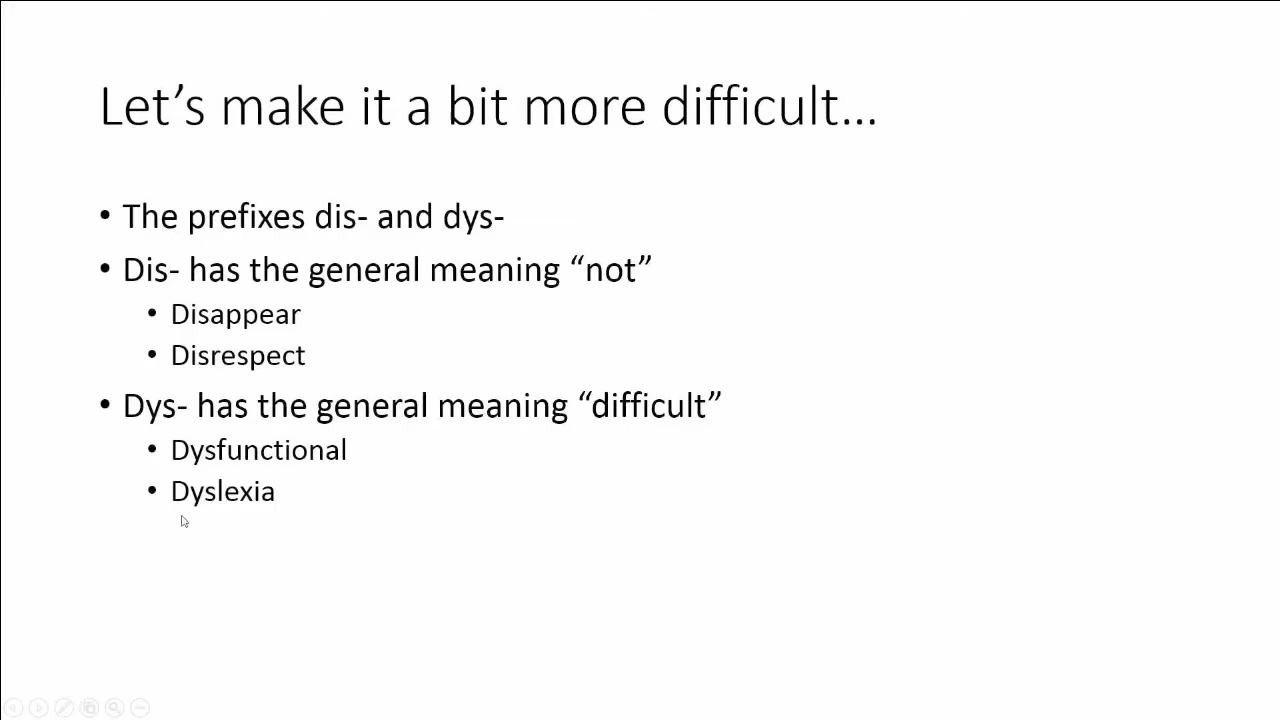 Let’s make it a bit more difficult...
• The prefixes dis- and dys-
• Dis- has the general meaning “not”
• Disappear
• Disrespect
• Dys- has the general meaning “difficult”
• Dysfunctional
• Dyslexia